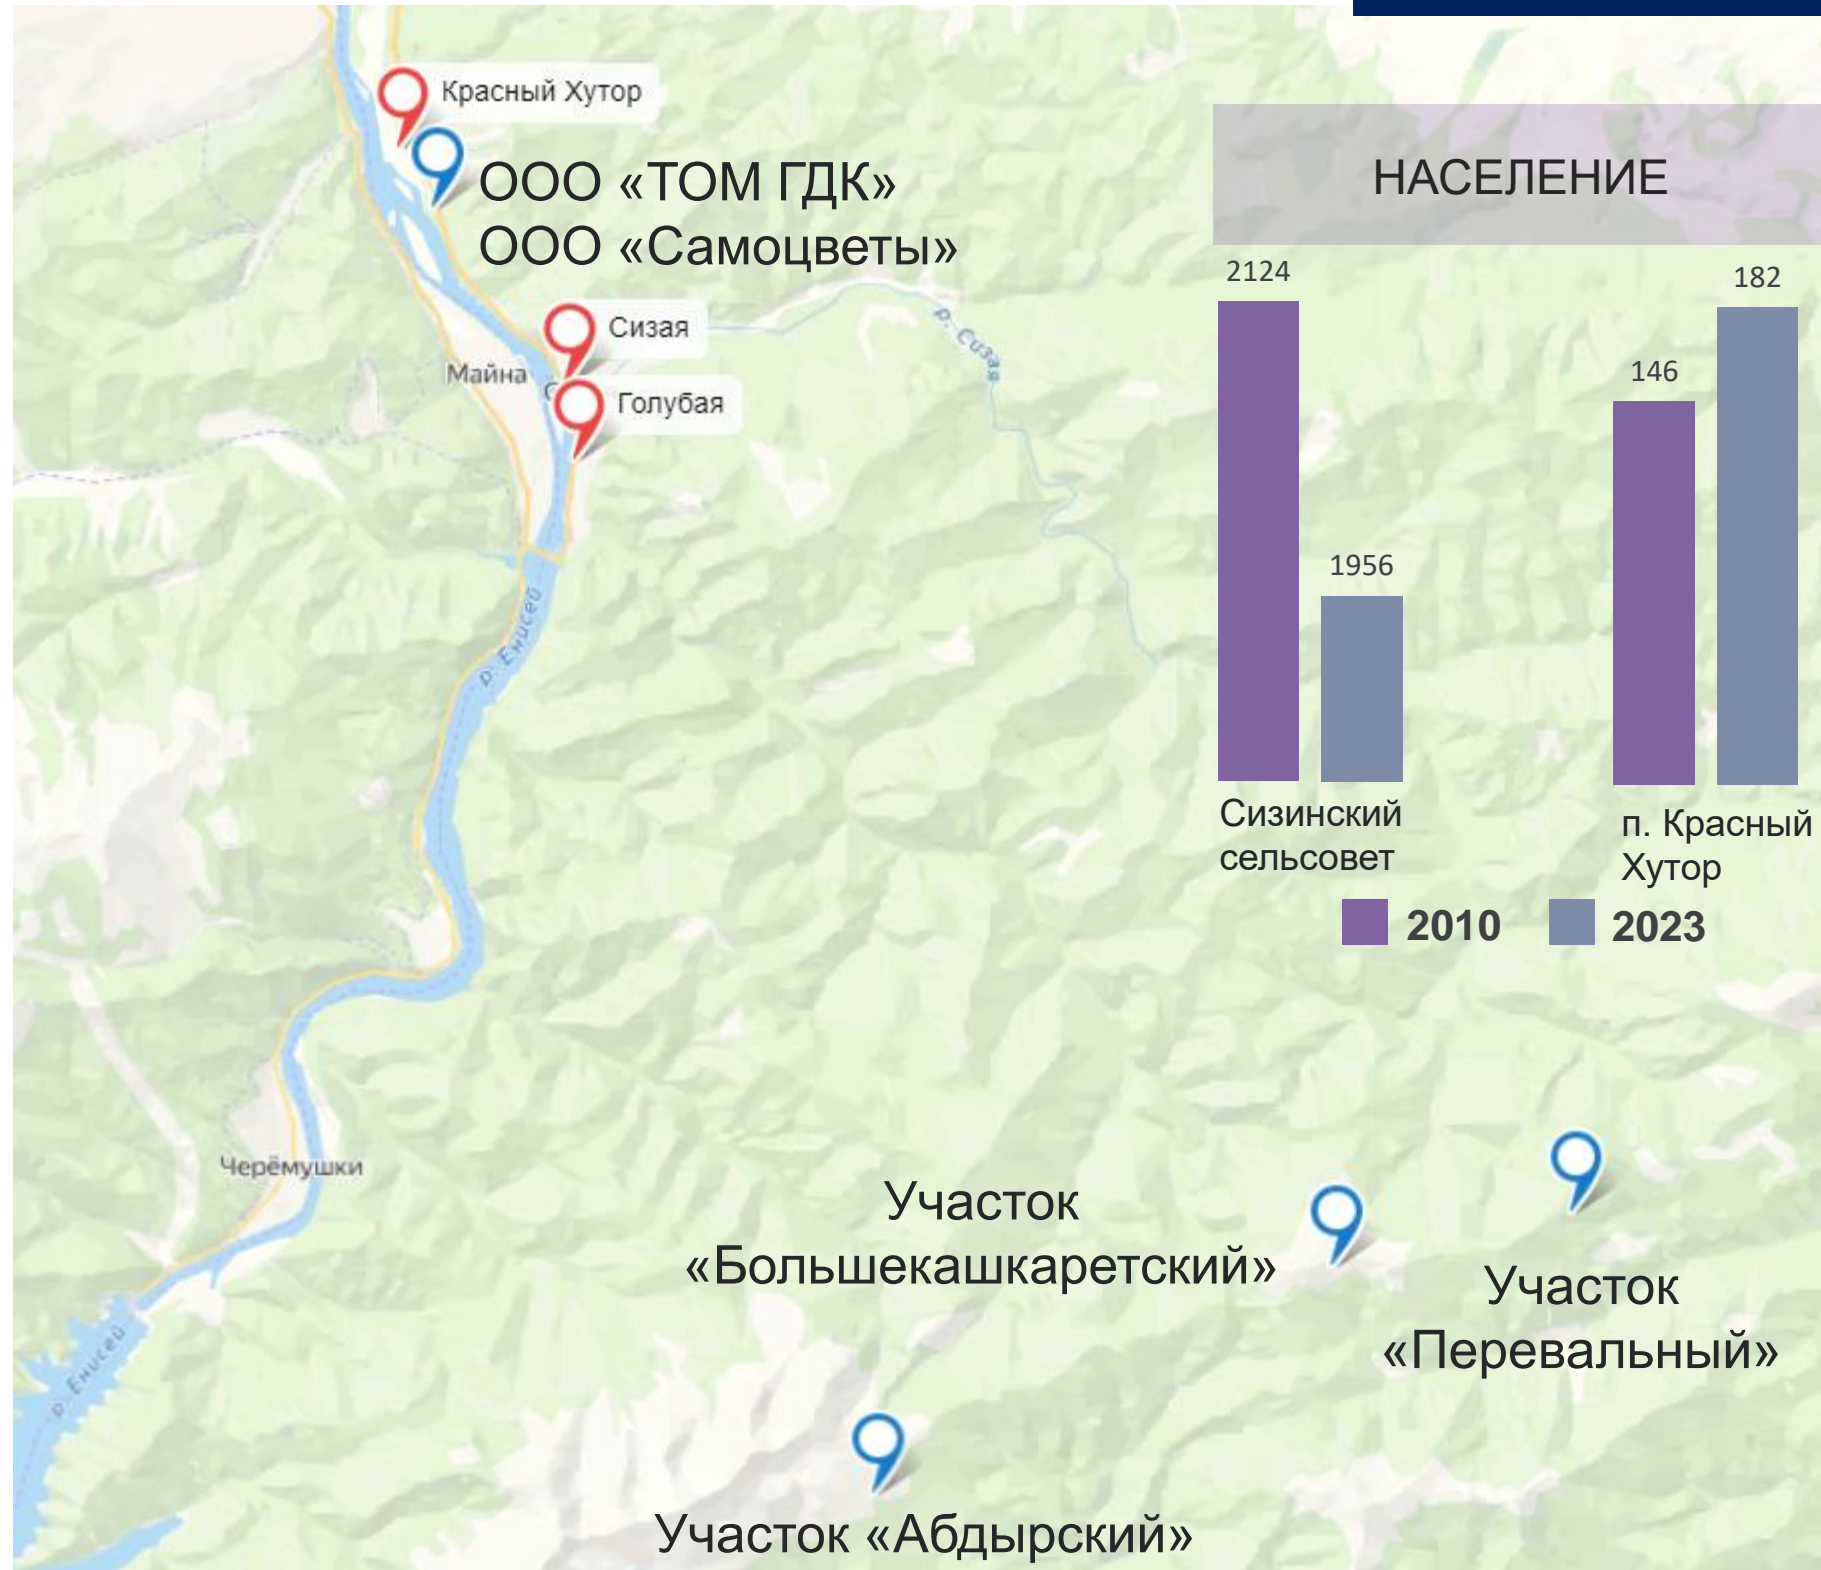 Красный Хутор
ООО «ТОМ ГДК»
ООО «Самоцветы»
Сизая
Майна
Голубая
р. Сизая
р. Енисей
Черёмушки
р. Енисей
НАСЕЛЕНИЕ
2124
1956
146
182
Сизинский
сельсовет
п. Красный
Хутор
2010
2023
Участок
«Большекашкаретский»
Участок
«Перевальный»
Участок «Абдырский»